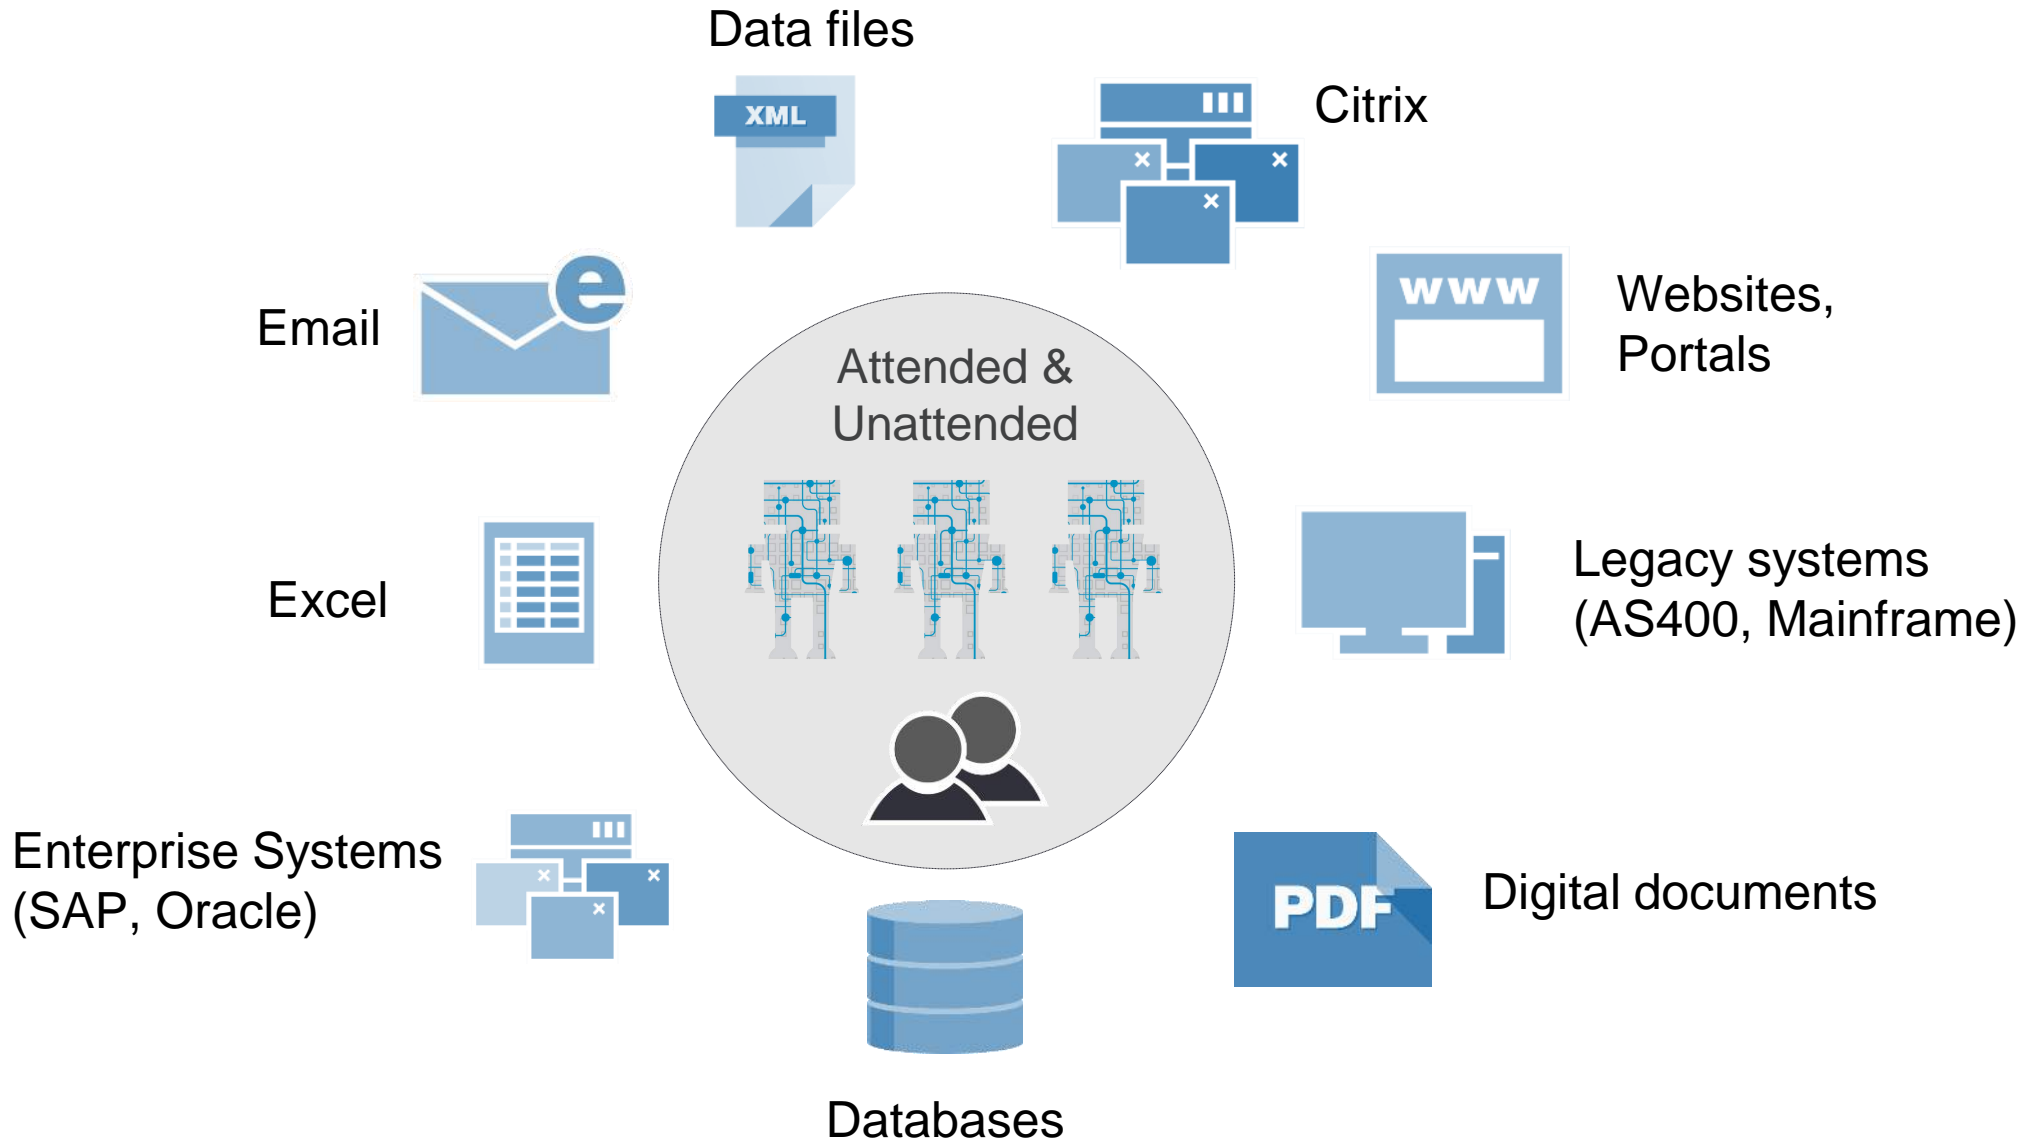 Data files
XML
Citrix
Email
e
www
Websites,
Portals
Attended &
Unattended
Excel
Legacy systems
(AS400, Mainframe)
Enterprise Systems
(SAP, Oracle)
PDF
Digital documents
Databases